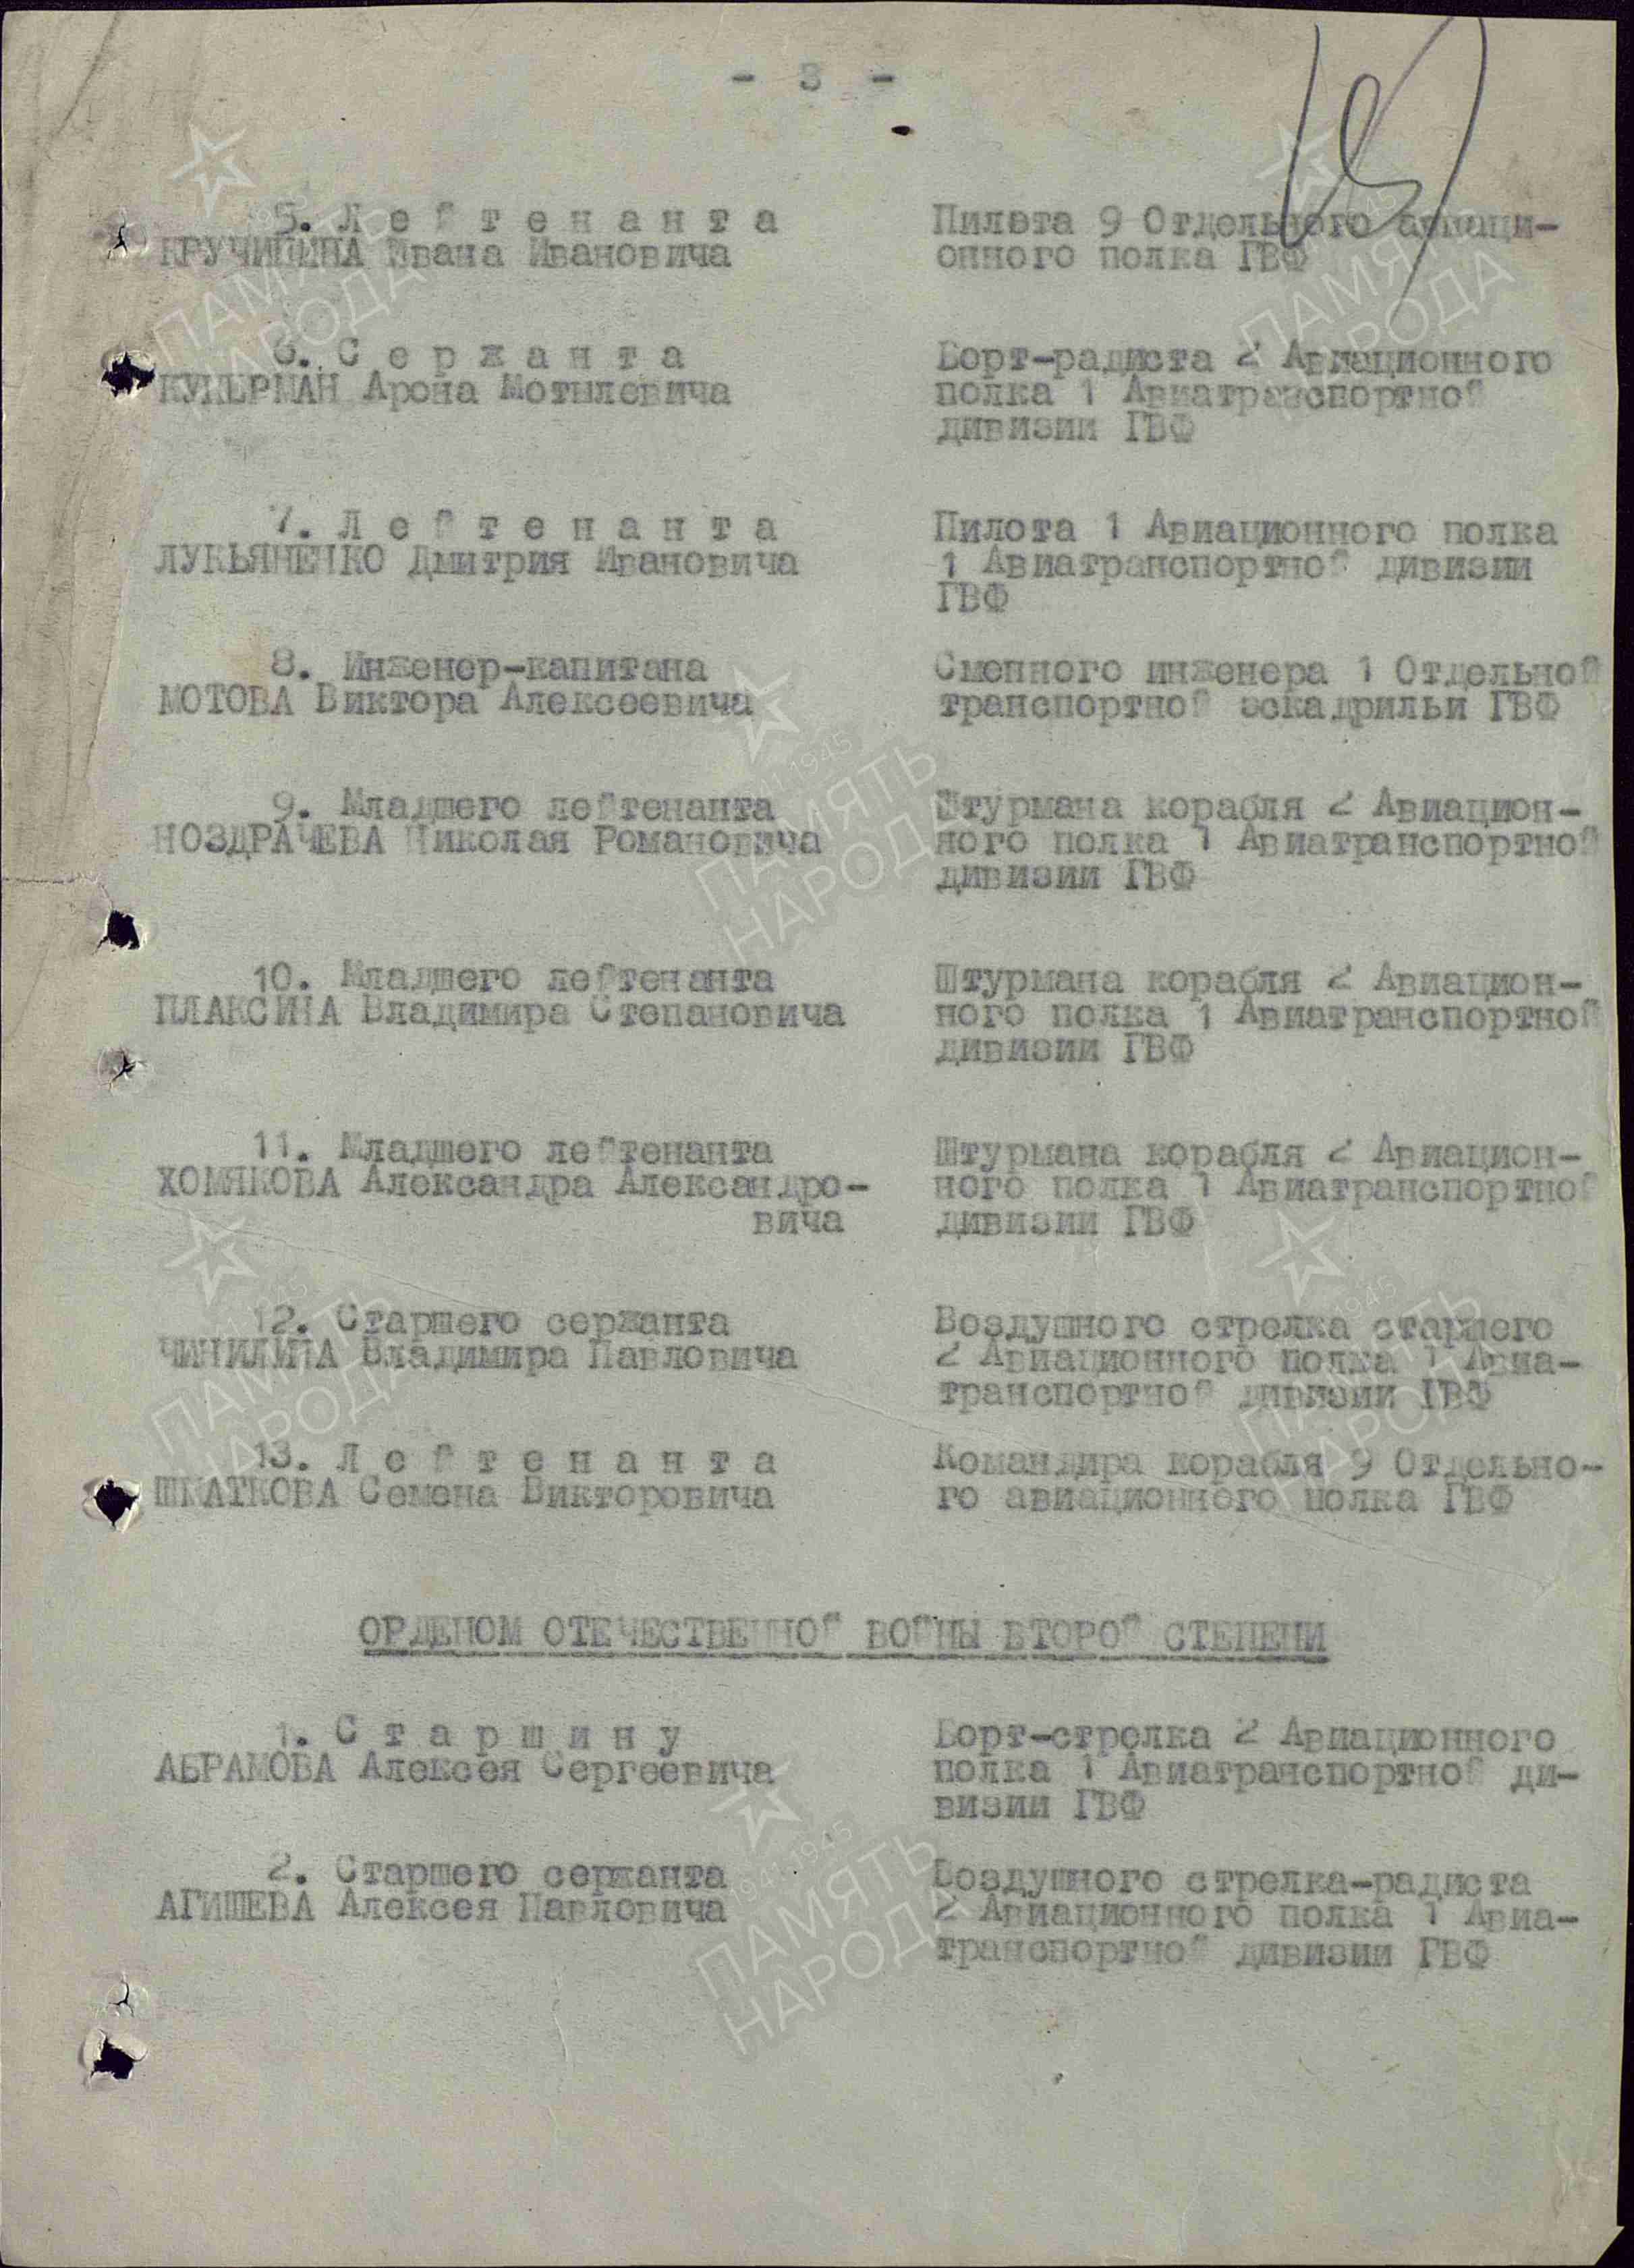 - 3 -
5. Лейтенанта
КРУЧИНИНА Ивана Ивановича
Пилота 9 Отдельного авиаци-
онного полка ГВФ
6. Сержанта
КУКЕРМАН Арона Мотылевича
Борт-радиста 2 Авиационного
полка 1 Авиатранспортной
дивизии ГВФ
7. Лейтенанта
ЛУКЬЯНЕНКО Дмитрия Ивановича
Пилота 1 Авиационного полка
1 Авиатранспортной дивизии
ГВФ
8. Инженер-капитана
МОТОВА Виктора Алексеевича
Сменного инженера 1 Отдельной
транспортной эскадрильи ГВФ
9. Младшего лейтенанта
НОЗДРАЧЕВА Николая Романовича
Штурмана корабля 2 Авиацион-
ного полка 1 Авиатранспортной
дивизии ГВФ
10. Младшего лейтенанта
ПЛАКСИНА Владимира Степановича
Штурмана корабля 2 Авиацион-
ного полка 1 Авиатранспортной
дивизии ГВФ
11. Младшего лейтенанта
ХОМЯКОВА Александра Александро-
вича
Штурмана корабля 2 Авиацион-
ного полка 1 Авиатранспортной
дивизии ГВФ
12. Старшего сержанта
ЧИНИЛИНА Владимира Павловича
Воздушного стрелка старшего
2 Авиационного полка 1 Авиа-
транспортной дивизии ГВФ
13. Лейтенанта
ШКАТКОВА Семена Викторовича
Командира корабля 9 Отдельно-
го авиационного полка ГВФ
ОРДЕНОМ ОТЕЧЕСТВЕННОЙ ВОЙНЫ ВТОРОЙ СТЕПЕНИ
1. Старшину
АБРАМОВА Алексея Сергеевича
Борт-стрелка 2 Авиационного
полка 1 Авиатранспортной ди-
визии ГВФ
2. Старшего сержанта
АГИШЕВА Алексея Павловича
Воздушного стрелка-радиста
2 Авиационного полка 1 Авиа-
транспортной дивизии ГВФ
1941 1945
ПАМЯТЬ
НАРОДА